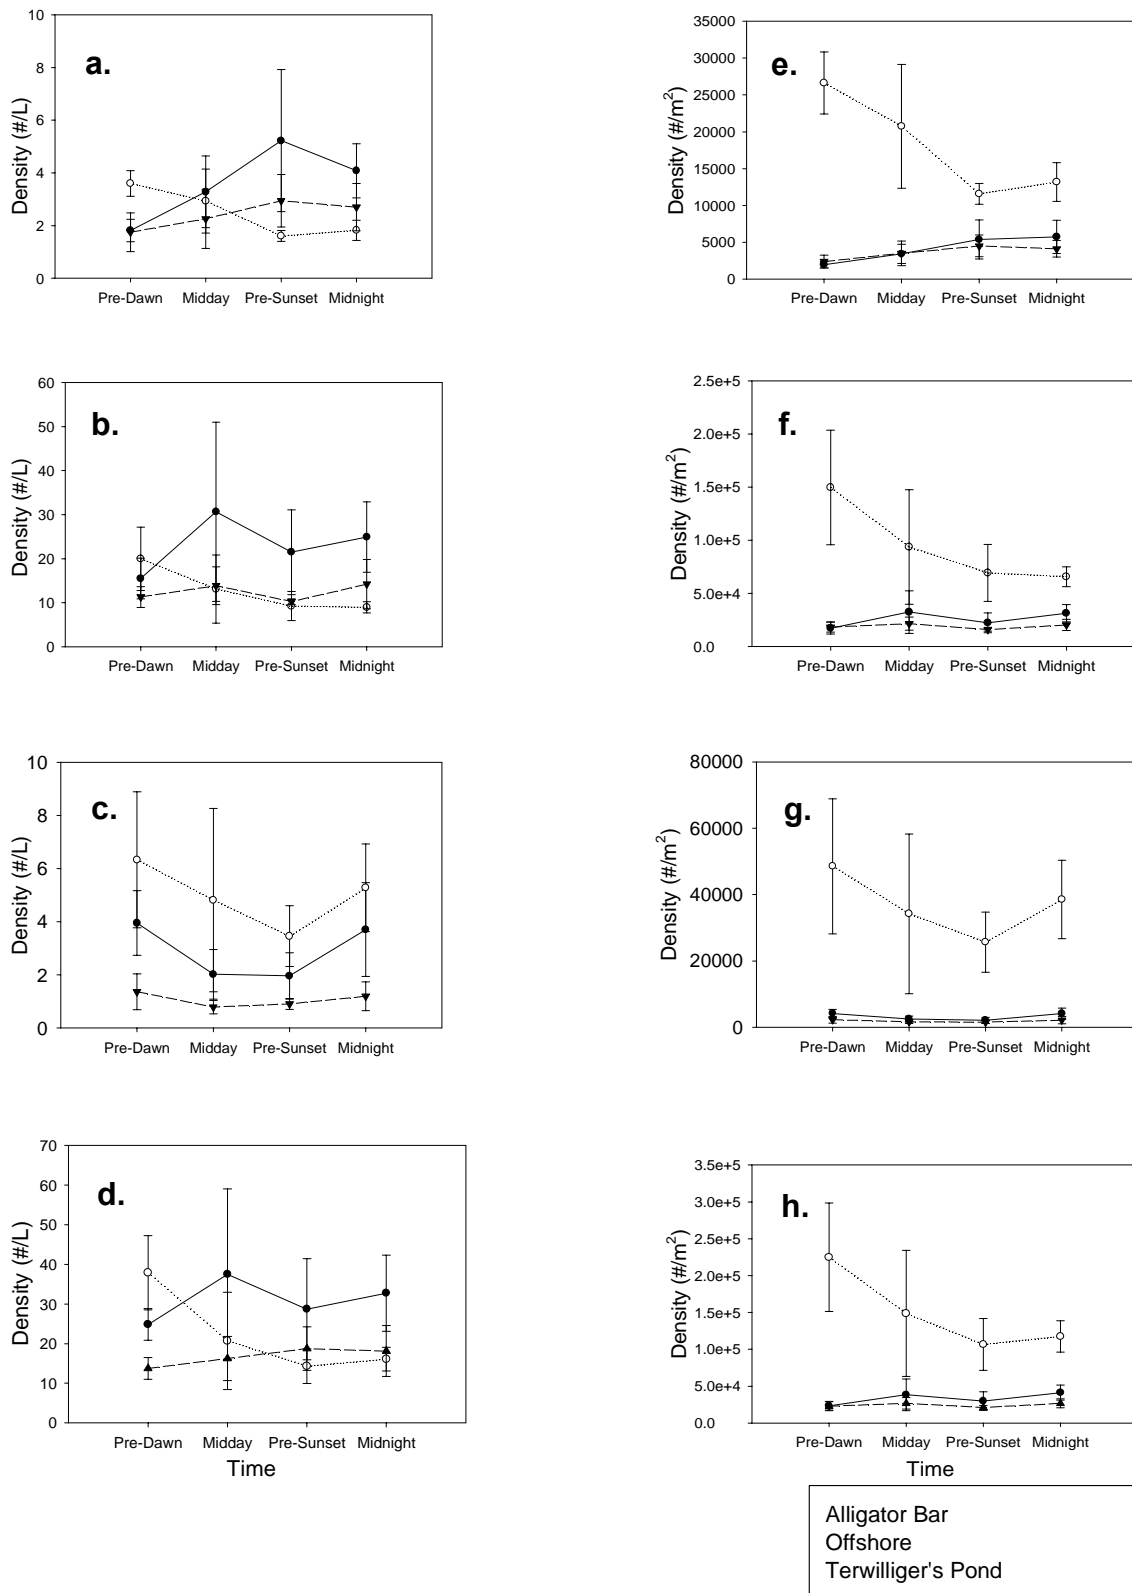 a.
Density (#/L)
10
8
6
4
2
0
Pre-Dawn Midday Pre-Sunset Midnight
e.
Density (#/m2)
35000
30000
25000
20000
15000
10000
5000
0
Pre-Dawn Midday Pre-Sunset Midnight
b.
Density (#/L)
60
50
40
30
20
10
0
Pre-Dawn Midday Pre-Sunset Midnight
f.
Density (#/m2)
2.5e+5
2.0e+5
1.5e+5
1.0e+5
5.0e+4
0.0
Pre-Dawn Midday Pre-Sunset Midnight
c.
Density (#/L)
10
8
6
4
2
0
Pre-Dawn Midday Pre-Sunset Midnight
g.
Density (#/m2)
80000
60000
40000
20000
0
Pre-Dawn Midday Pre-Sunset Midnight
d.
Density (#/L)
70
60
50
40
30
20
10
0
Pre-Dawn Midday Pre-Sunset Midnight
Time
h.
Density (#/m2)
3.5e+5
3.0e+5
2.5e+5
2.0e+5
1.5e+5
1.0e+5
5.0e+4
0.0
Pre-Dawn Midday Pre-Sunset Midnight
Time
Alligator Bar
Offshore
Terwilliger's Pond